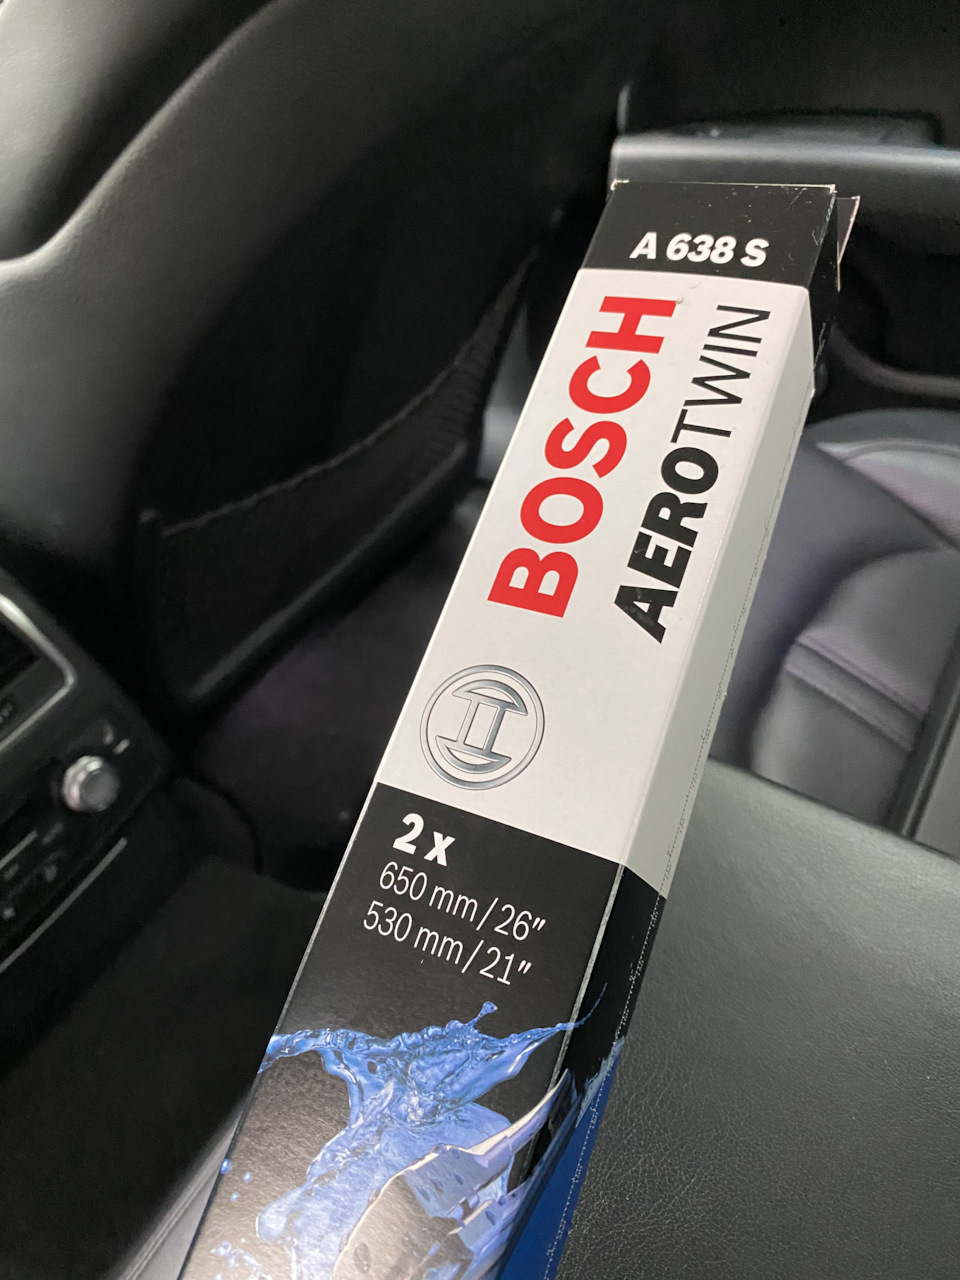 A 638 S
BOSCH
AEROTWIN
2 x
650 mm/26″
530 mm/21″